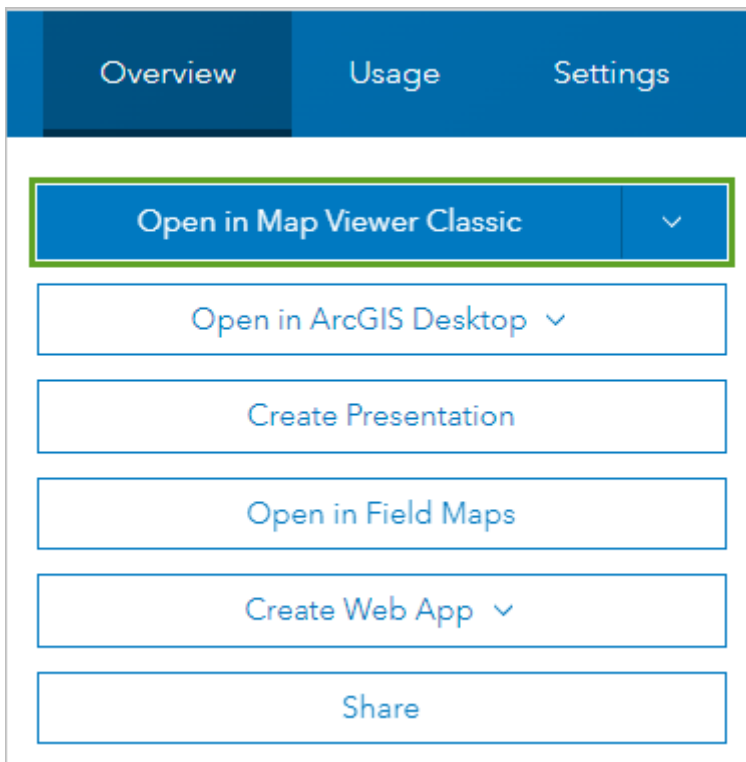 Overview Usage Settings
Open in Map Viewer Classic
Open in ArcGIS Desktop
Create Presentation
Open in Field Maps
Create Web App
Share